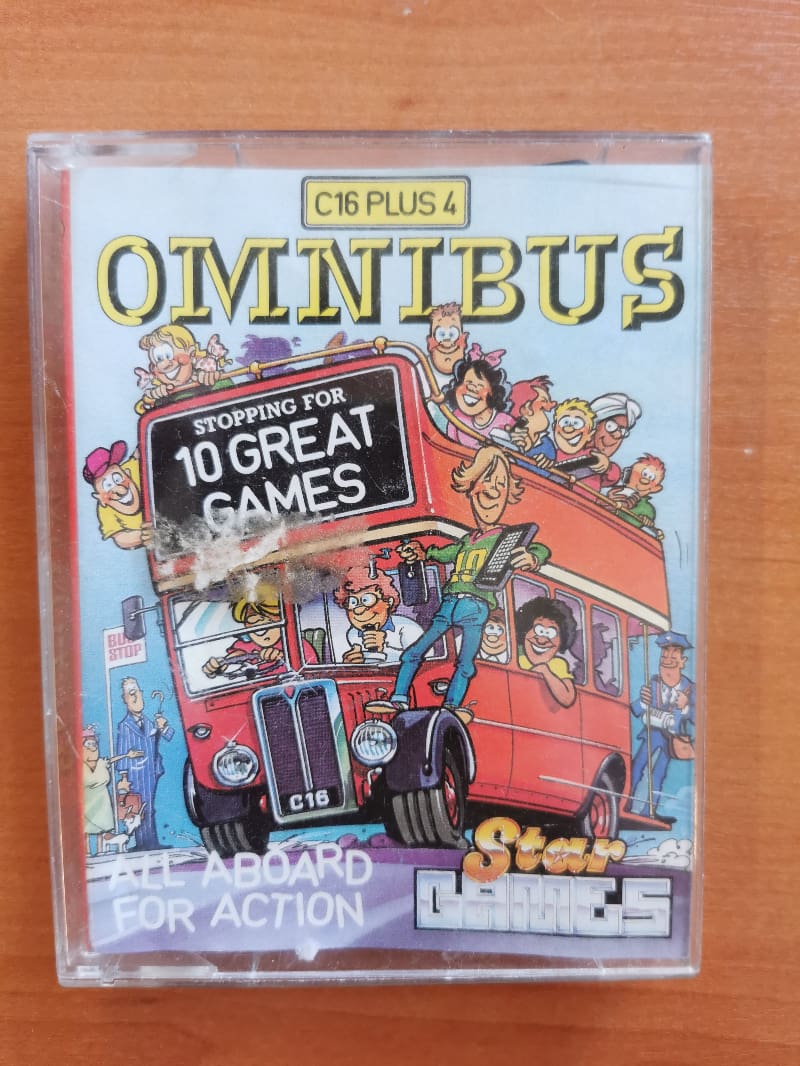 C16 PLUS 4
OMNIBUS
STOPPING FOR
10 GREAT
GAMES
10
BUS
STOP
C16
ALL ABOARD
FOR ACTION
Star
GAMES